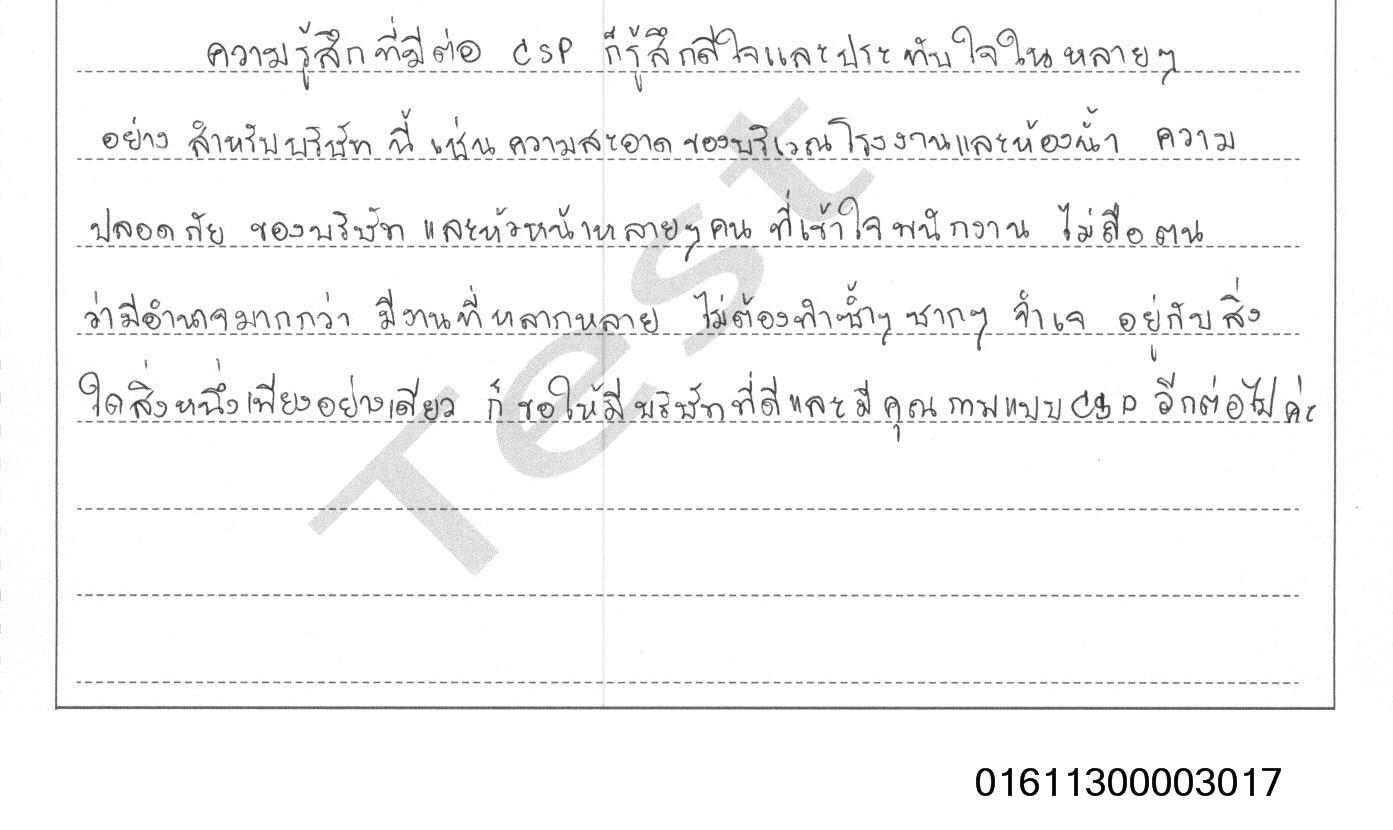 ความรู้สึกที่มีต่อ CSP ก็รู้สึกดีใจและประทับใจในหลายๆ
อย่าง สำหรับบริษัทนี้ เช่นความสะอาดของบริเวณโรงงานและห้องน้ำ ความ
ปลอดภัย ของบริษัท และหัวหน้าหลายๆคน ที่เข้าใจพนักงาน ไม่ถือตน
ว่ามีอำนาจมากกว่า มีงานที่หลากหลาย ไม่ต้องทำซ้ำๆ ซากๆ จำเจ อยู่กับสิ่ง
ใดสิ่งหนึ่งเพียงอย่างเดียว ก็ ขอให้มีบริษัทที่ดีและมีคุณภาพแบบ CSP อีกต่อไปค่ะ
Test
01611300003017